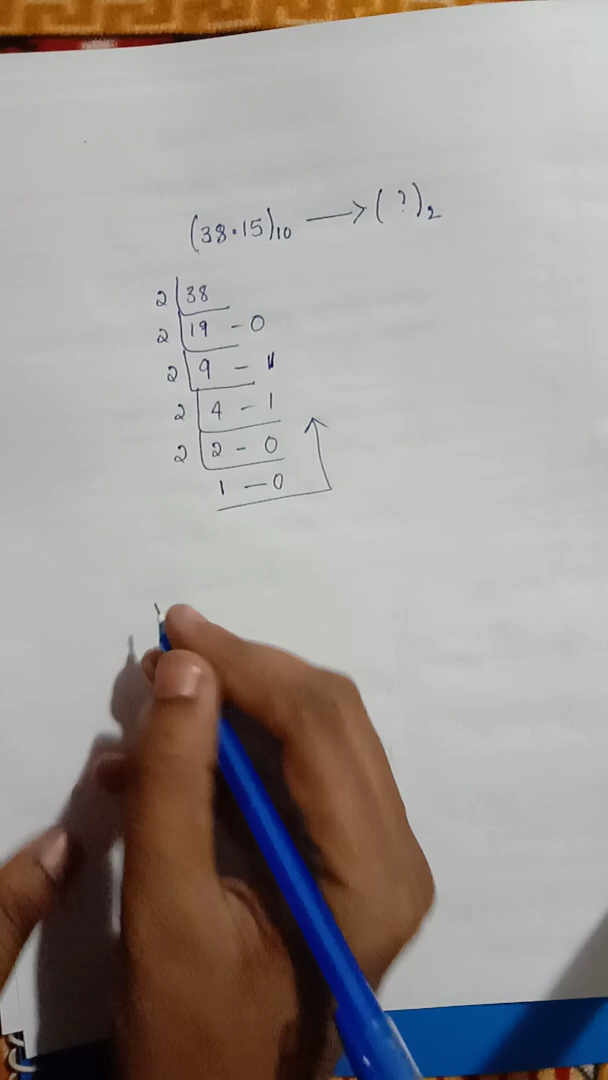 (38.15)10 → (?)2
2 38
2 19 - 0
2 9 - 1
2 4 - 1
2 2 - 0
1 - 0